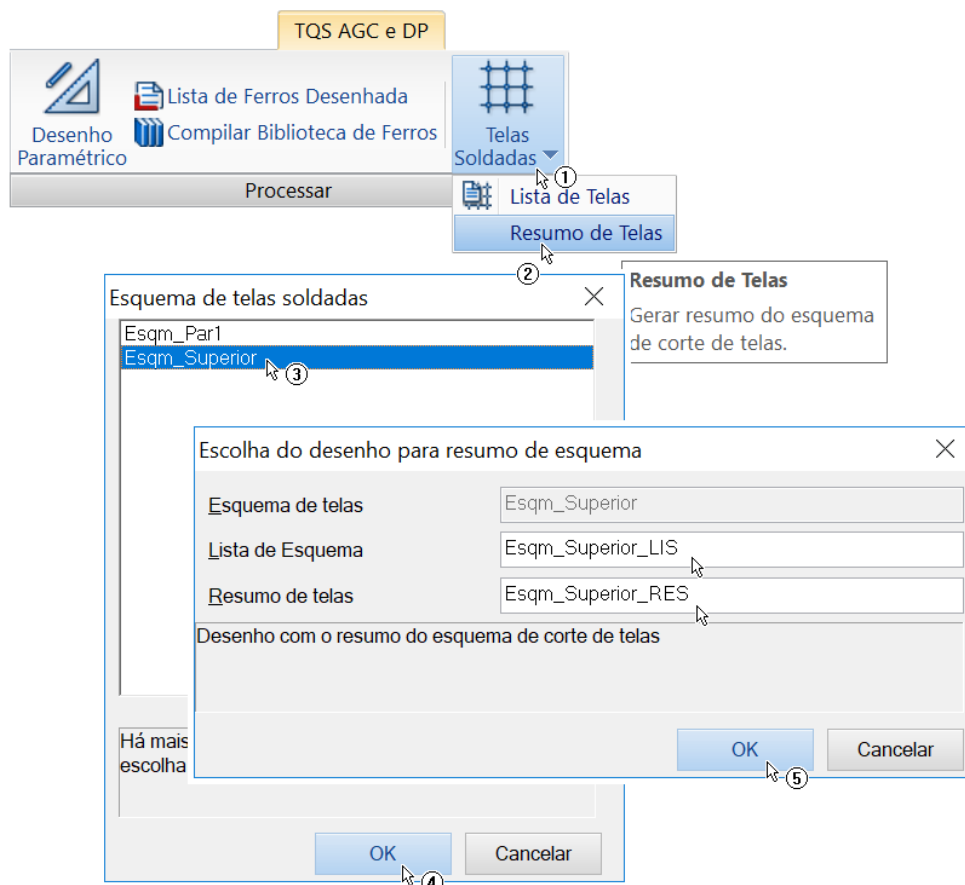 TQS AGC e DP
Desenho
Paramétrico
Lista de Ferros Desenhada
Compilar Biblioteca de Ferros
Telas
Soldadas
1
Processar
Lista de Telas
Resumo de Telas
2
Resumo de Telas
Gerar resumo do esquema
de corte de telas.
Esquema de telas soldadas
Esqm_Par1
Esqm_Superior
3
Escolha do desenho para resumo de esquema
Esquema de telas
Esqm_Superior
Lista de Esquema
Esqm_Superior_LIS
Resumo de telas
Esqm_Superior_RES
Desenho com o resumo do esquema de corte de telas
OK
Cancelar
5
Há mais
escolha
OK
Cancelar
4